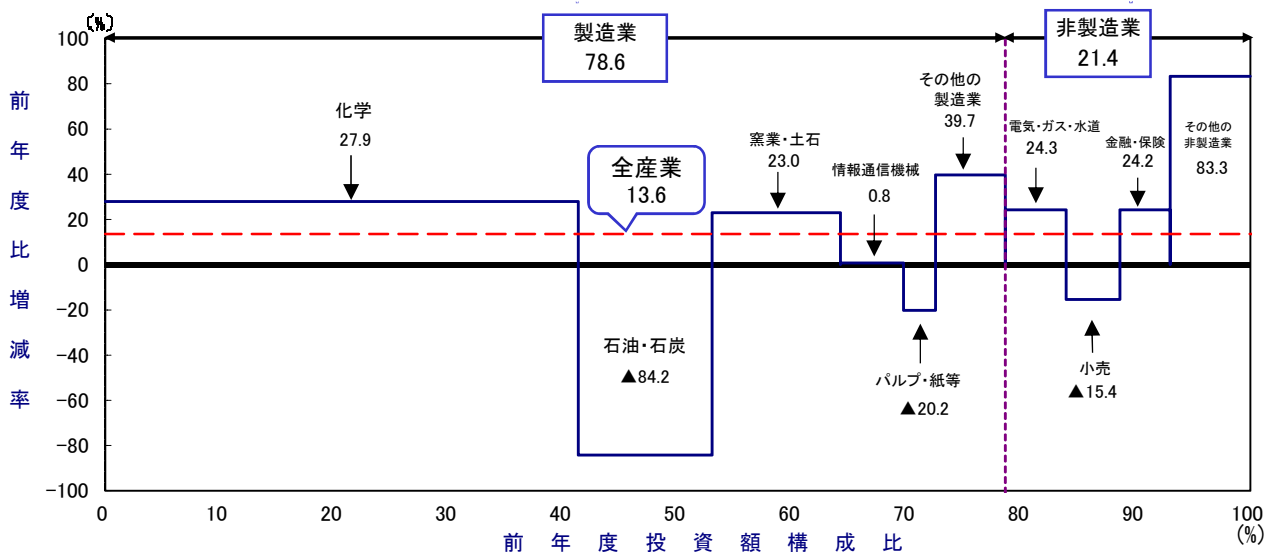 (%)
100
80
60
40
20
0
-20
-40
-60
-80
-100
前年度比増減率
製造業
78.6
非製造業
21.4
化学
27.9
全産業
13.6
石油・石炭
▲84.2
窯業・土石
23.0
情報通信機械
0.8
パルプ・紙等
▲20.2
その他の
製造業
39.7
電気・ガス・水道
24.3
小売
▲15.4
金融・保険
24.2
その他の
非製造業
83.3
0 10 20 30 40 50 60 70 80 90 100
(%)
前年度投資額構成比